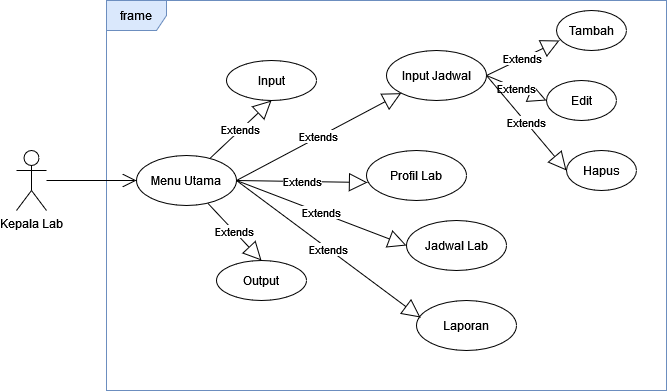 frame
Tambah
Extends
Input
Extends
Input Jadwal
Extends
Edit
Extends
Extends
Extends
Hapus
Menu Utama
Extends
Profil Lab
Kepala Lab
Extends
Extends
Jadwal Lab
Extends
Output
Laporan